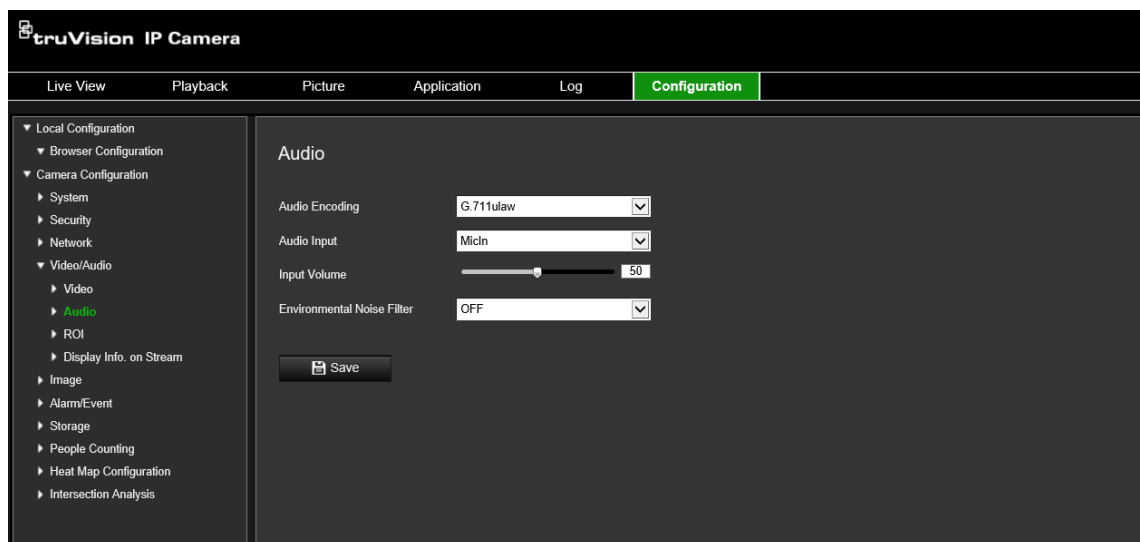 truVision IP Camera
Live View Playback Picture Application Log Configuration
Local Configuration
Browser Configuration
Camera Configuration
System
Security
Network
Video/Audio
Video
Audio
ROI
Display Info. on Stream
Image
Alarm/Event
Storage
People Counting
Heat Map Configuration
Intersection Analysis
Audio
Audio Encoding G.711ulaw
Audio Input MicIn
Input Volume 50
Environmental Noise Filter OFF
Save